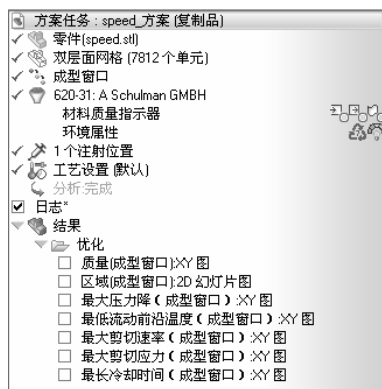 方案任务 : speed_方案 (复制品)
零件(speed.stl)
双层面网格 (7812 个单元)
成型窗口
620-31: A Schulman GMBH
材料质量指示器
环境属性
1 个注射位置
工艺设置 (默认)
分析:完成
日志*
结果
优化
质量(成型窗口):XY 图
区域(成型窗口):2D 幻灯片图
最大压力降（成型窗口）:XY 图
最低流动前沿温度（成型窗口）:XY 图
最大剪切速率（成型窗口）:XY 图
最大剪切应力（成型窗口）:XY 图
最长冷却时间（成型窗口）:XY 图